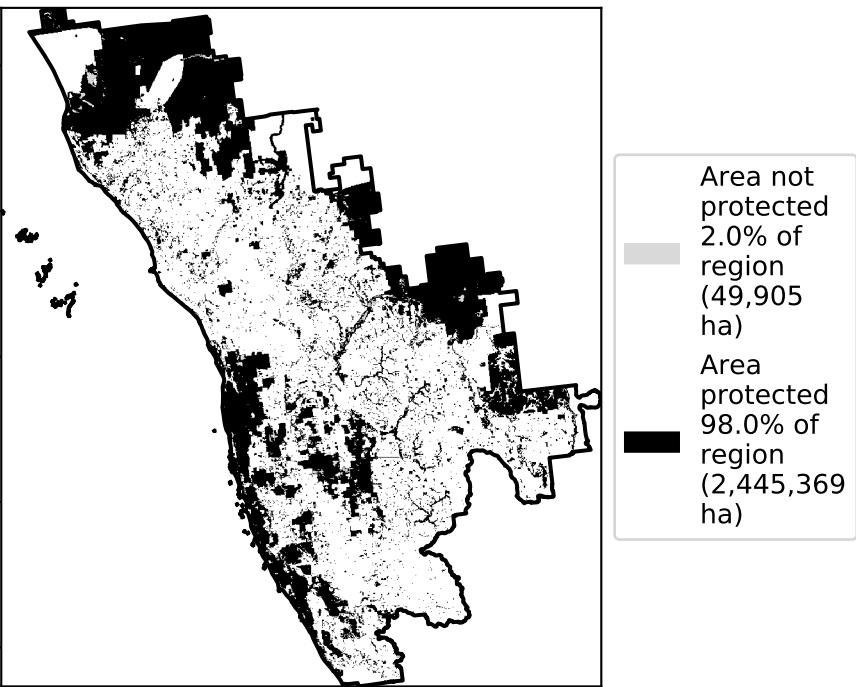 Area not
protected
2.0% of
region
(49,905
ha)
Area
protected
98.0% of
region
(2,445,369
ha)